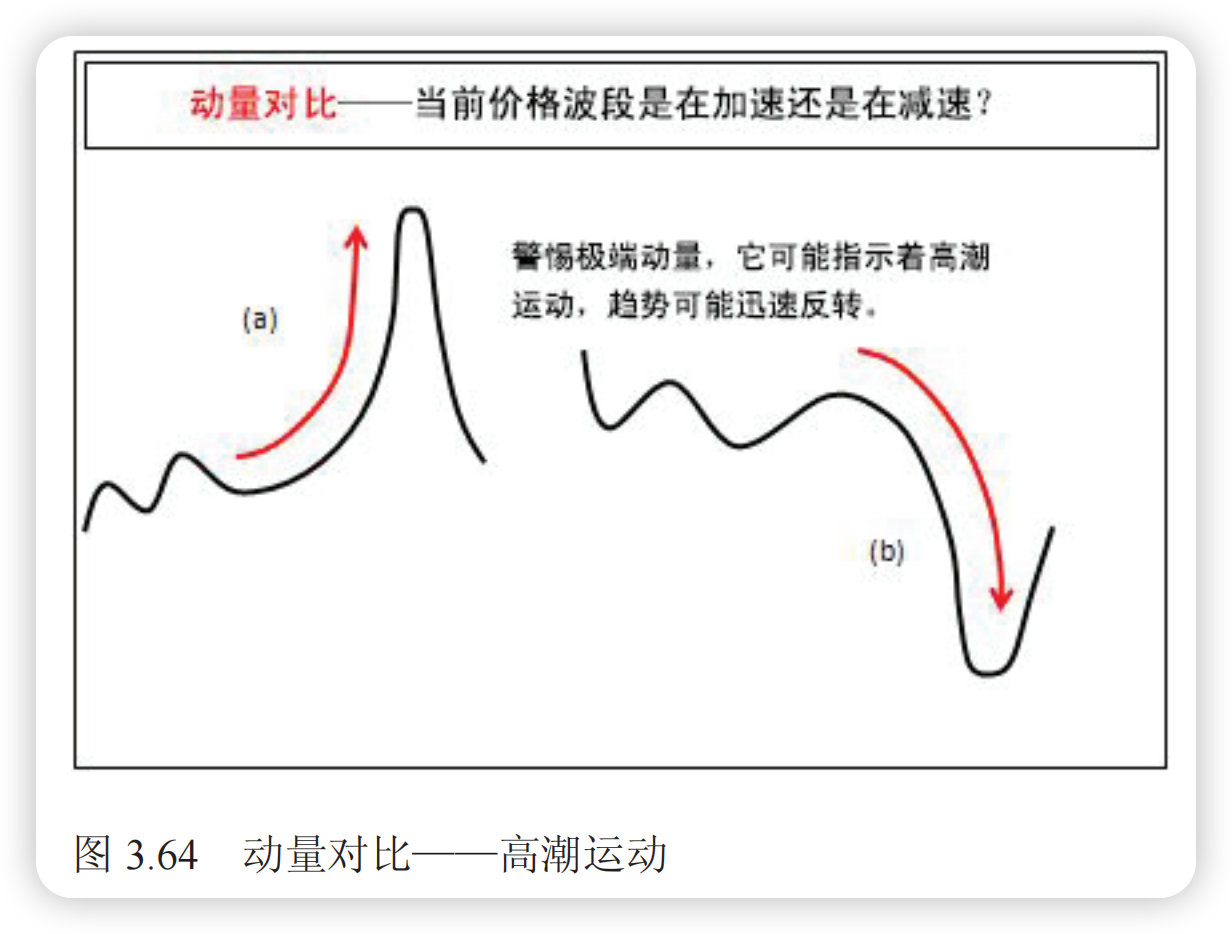 动量对比——当前价格波段是在加速还是在减速？
警惕极端动量，它可能指示着高潮
运动，趋势可能迅速反转。
(a)
(b)
图 3.64 动量对比——高潮运动